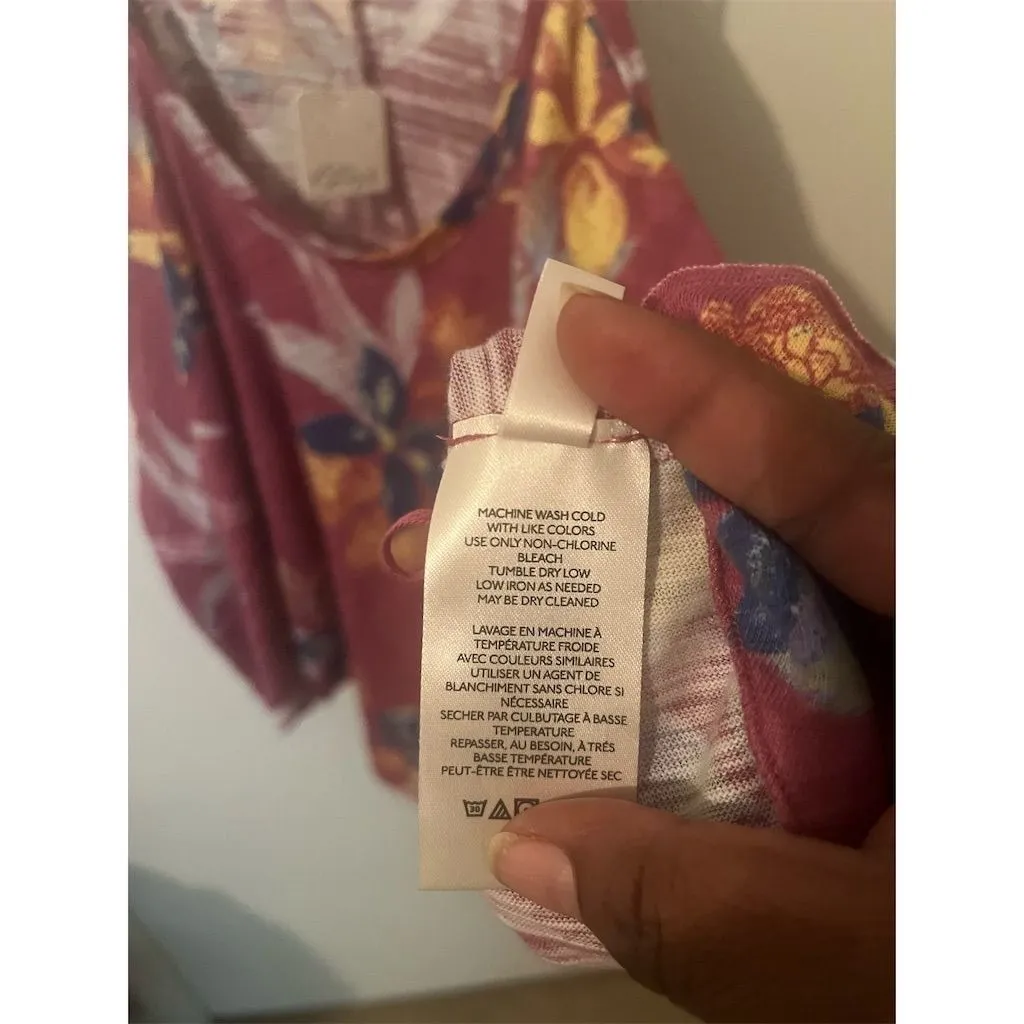 MACHINE WASH COLD
WITH LIKE COLORS
USE ONLY NON-CHLORINE
BLEACH
TUMBLE DRY LOW
LOW IRON AS NEEDED
MAY BE DRY CLEANED
LAVAGE EN MACHINE À
TEMPÉRATURE FROIDE
AVEC COULEURS SIMILAIRES
UTILISER UN AGENT DE
BLANCHIMENT SANS CHLORE SI
NÉCESSAIRE
SECHER PAR CULBUTAGE À BASSE
TEMPERATURE
REPASSER, AU BESOIN, À TRÉS
BASSE TEMPÉRATURE
PEUT-ÊTRE ÊTRE NETTOYÉE SEC
30